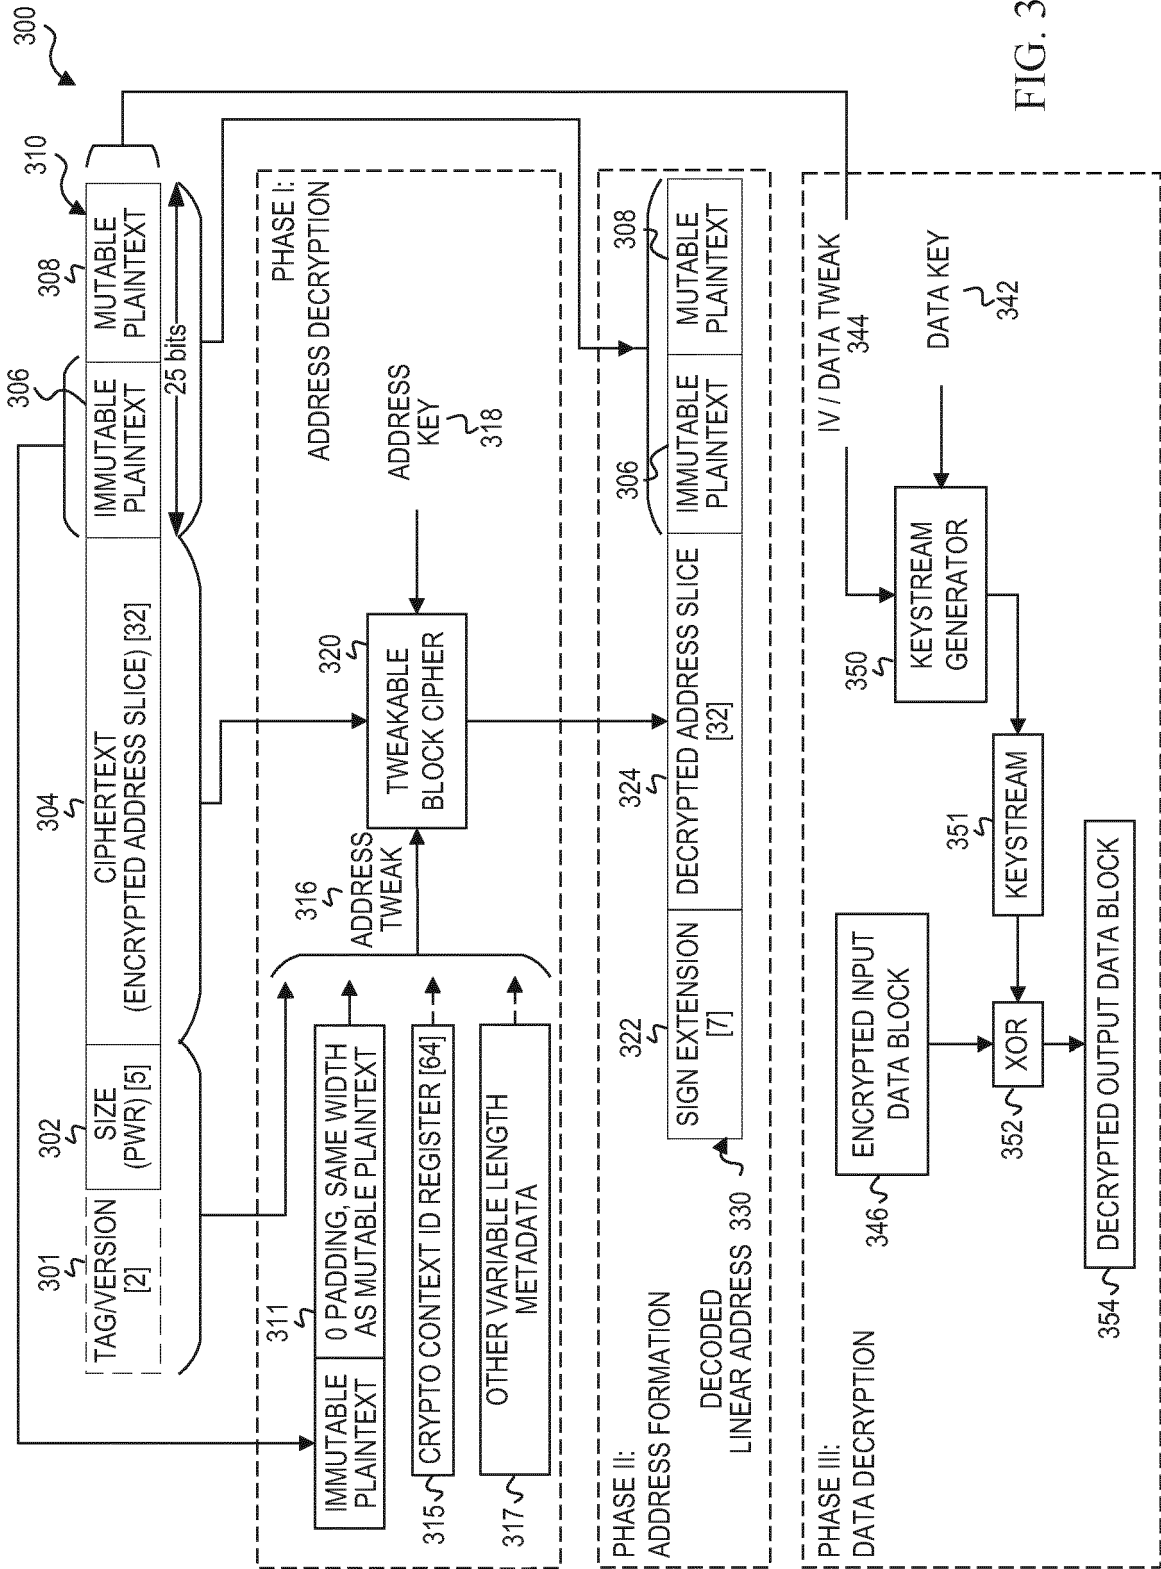 300
310
301
TAG/VERSION
[2]
302
SIZE
(PWR) [5]
304
CIPHERTEXT
(ENCRYPTED ADDRESS SLICE) [32]
306
IMMUTABLE
PLAINTEXT
308
MUTABLE
PLAINTEXT
25 bits
PHASE I:
ADDRESS DECRYPTION
311
IMMUTABLE
PLAINTEXT
0 PADDING, SAME WIDTH
AS MUTABLE PLAINTEXT
315
CRYPTO CONTEXT ID REGISTER [64]
317
OTHER VARIABLE LENGTH
METADATA
316
ADDRESS
TWEAK
320
TWEAKABLE
BLOCK CIPHER
ADDRESS
KEY
318
PHASE II:
ADDRESS FORMATION
322
SIGN EXTENSION
[7]
324
DECRYPTED ADDRESS SLICE
[32]
306
IMMUTABLE
PLAINTEXT
308
MUTABLE
PLAINTEXT
DECODED
LINEAR ADDRESS 330
PHASE III:
DATA DECRYPTION
346
ENCRYPTED INPUT
DATA BLOCK
IV / DATA TWEAK
344
DATA KEY
342
350
KEYSTREAM
GENERATOR
351
KEYSTREAM
352
XOR
354
DECRYPTED OUTPUT DATA BLOCK
FIG. 3